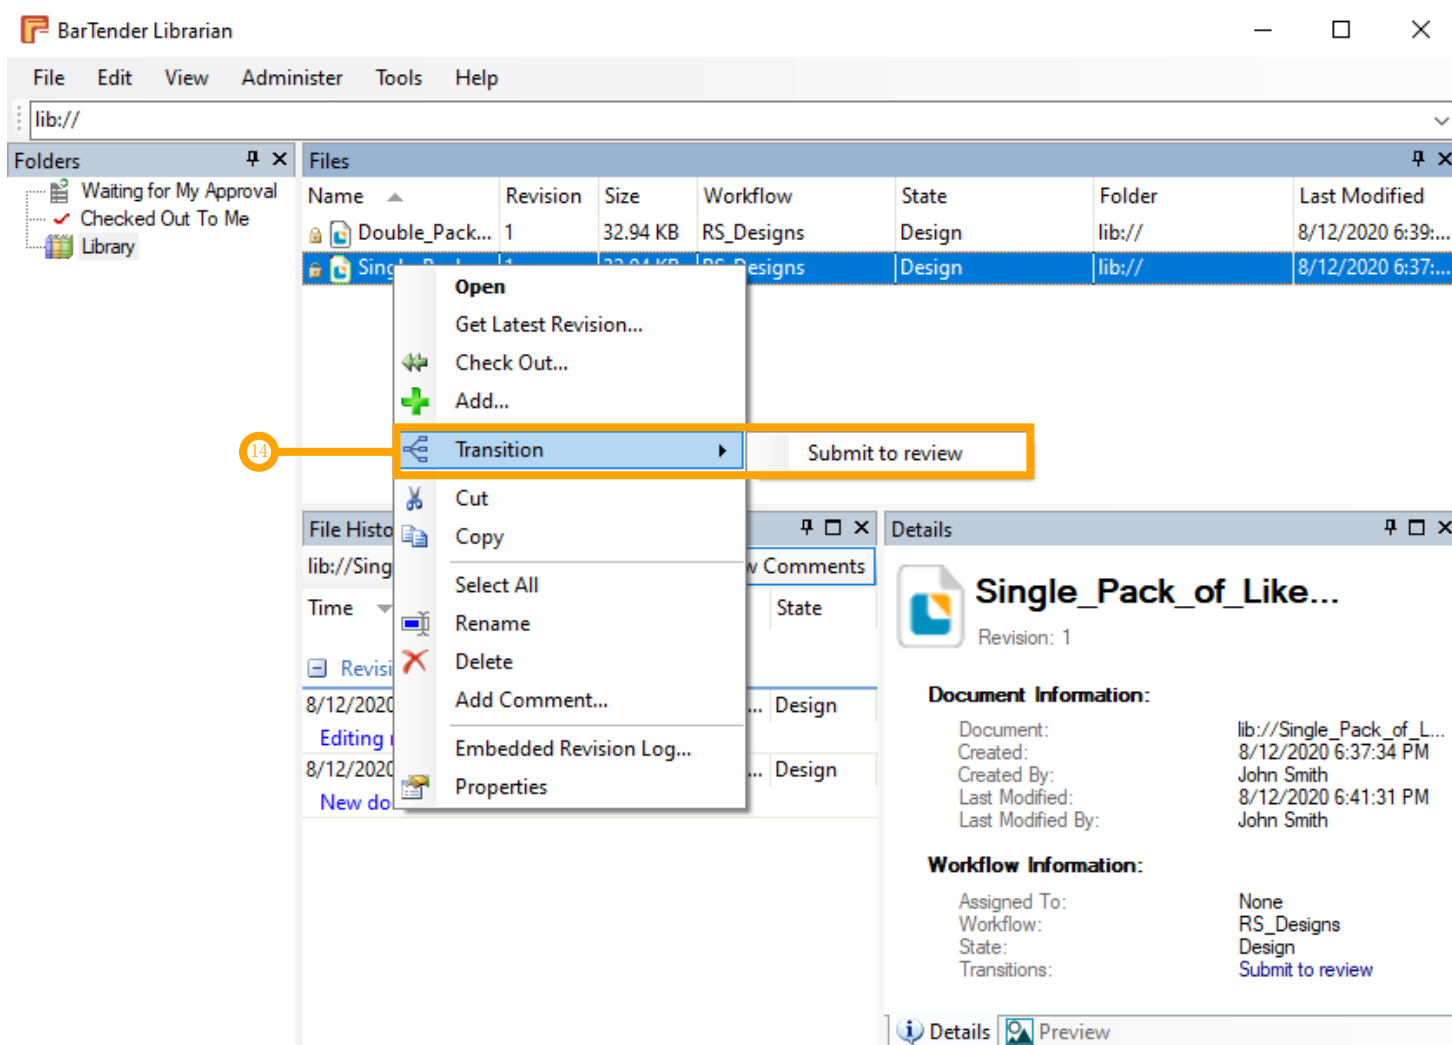 BarTender Librarian
File Edit View Administer Tools Help
lib://
Folders
Waiting for My Approval
Checked Out To Me
Library
Files
Name Revision Size Workflow State Folder Last Modified
Double_Pack... 1 32.94 KB RS_Designs Design lib:// 8/12/2020 6:39:...
Design lib:// 8/12/2020 6:37:...
Open
Get Latest Revision...
Check Out...
Add...
14
Transition
Submit to review
Cut
Copy
Select All
Rename
Delete
Add Comment...
Embedded Revision Log...
Properties
File Histo
lib://Sing
Comments
Time State
Revisi
8/12/2020 ... Design
Editing
8/12/2020 ... Design
New do
Details
Single_Pack_of_Like...
Revision: 1
Document Information:
Document: lib://Single_Pack_of_L...
Created: 8/12/2020 6:37:34 PM
Created By: John Smith
Last Modified: 8/12/2020 6:41:31 PM
Last Modified By: John Smith
Workflow Information:
Assigned To: None
Workflow: RS_Designs
State: Design
Transitions: Submit to review
Details Preview